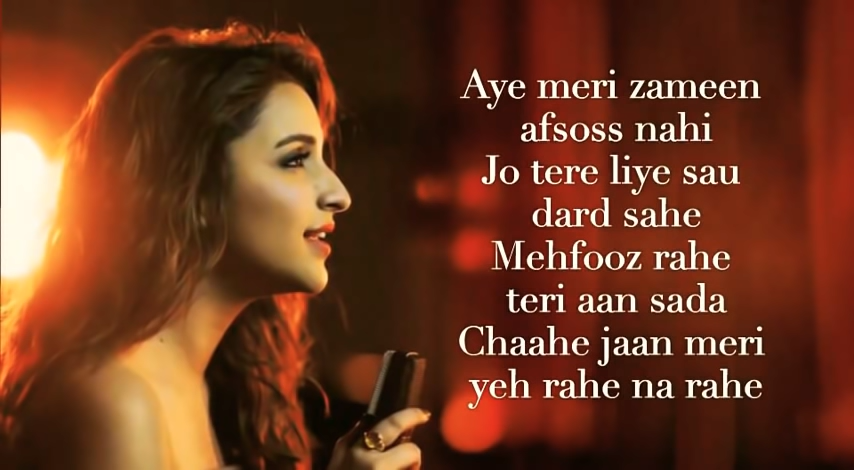 Aye meri zameen
afsoss nahi
Jo tere liye sau
dard sahe
Mehfooz rahe
teri aan sada
Chaahe jaan meri
yeh rahe na rahe